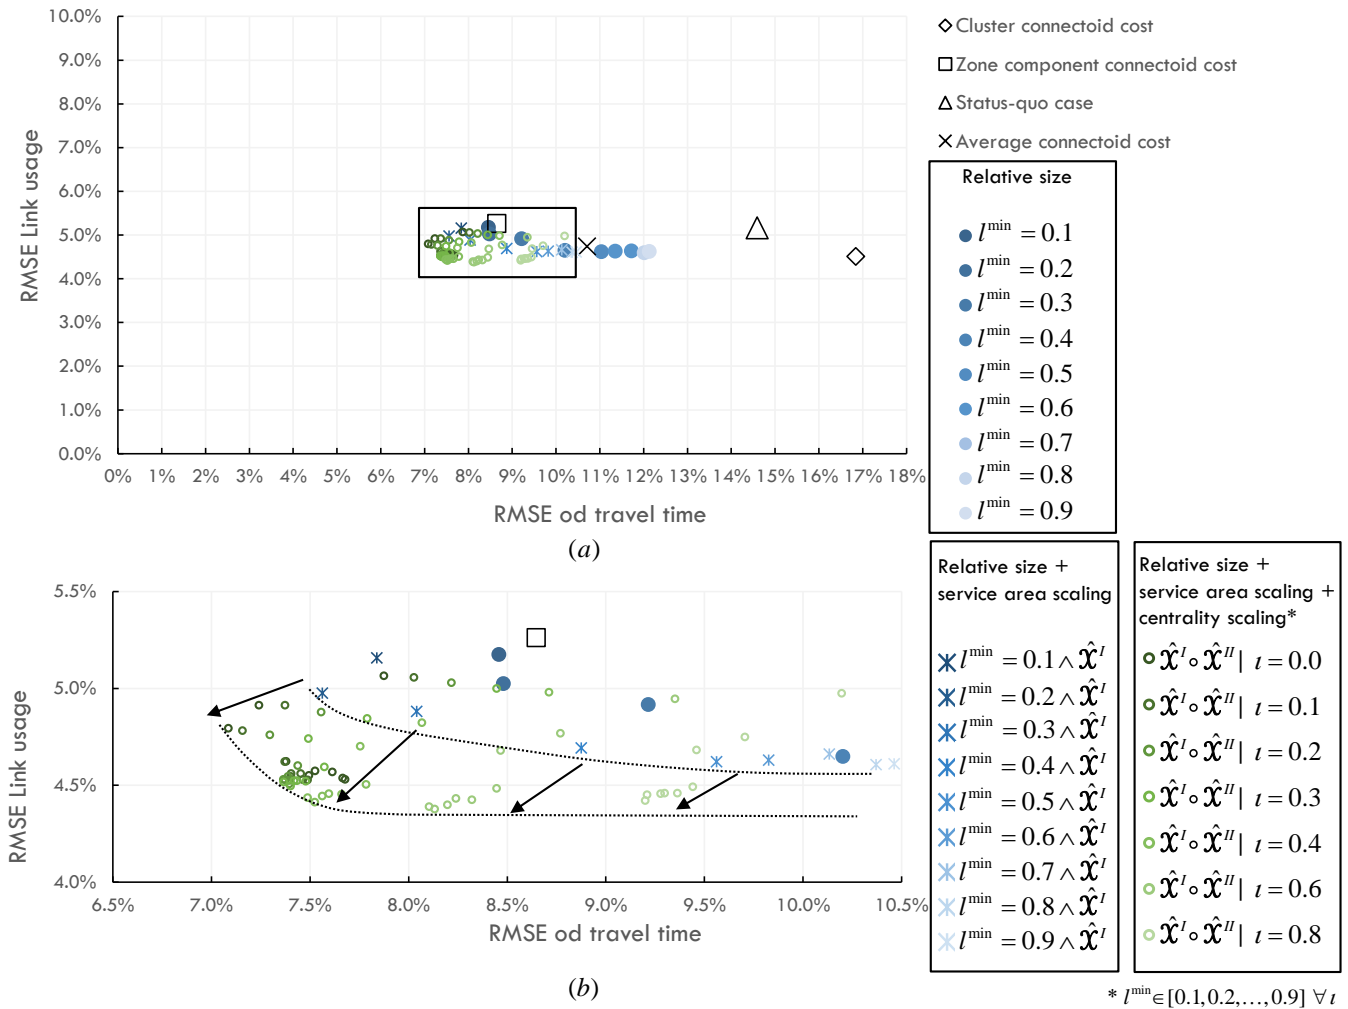 10.0%
9.0%
8.0%
7.0%
6.0%
5.0%
4.0%
3.0%
2.0%
1.0%
0.0%
RMSE Link usage
0% 1% 2% 3% 4% 5% 6% 7% 8% 9% 10% 11% 12% 13% 14% 15% 16% 17% 18%
RMSE od travel time
(a)
Cluster connectoid cost
Zone component connectoid cost
Status-quo case
Average connectoid cost
Relative size
l^min = 0.1
l^min = 0.2
l^min = 0.3
l^min = 0.4
l^min = 0.5
l^min = 0.6
l^min = 0.7
l^min = 0.8
l^min = 0.9
5.5%
5.0%
4.5%
4.0%
RMSE Link usage
6.5% 7.0% 7.5% 8.0% 8.5% 9.0% 9.5% 10.0% 10.5%
RMSE od travel time
(b)
Relative size +
service area scaling
l^min = 0.1 ∧ 𝔛̂^I
l^min = 0.2 ∧ 𝔛̂^I
l^min = 0.3 ∧ 𝔛̂^I
l^min = 0.4 ∧ 𝔛̂^I
l^min = 0.5 ∧ 𝔛̂^I
l^min = 0.6 ∧ 𝔛̂^I
l^min = 0.7 ∧ 𝔛̂^I
l^min = 0.8 ∧ 𝔛̂^I
l^min = 0.9 ∧ 𝔛̂^I
Relative size +
service area scaling +
centrality scaling*
𝔛̂^I ∘ 𝔛̂^II | ι = 0.0
𝔛̂^I ∘ 𝔛̂^II | ι = 0.1
𝔛̂^I ∘ 𝔛̂^II | ι = 0.2
𝔛̂^I ∘ 𝔛̂^II | ι = 0.3
𝔛̂^I ∘ 𝔛̂^II | ι = 0.4
𝔛̂^I ∘ 𝔛̂^II | ι = 0.6
𝔛̂^I ∘ 𝔛̂^II | ι = 0.8
* l^min ∈ [0.1, 0.2, …, 0.9] ∀ι